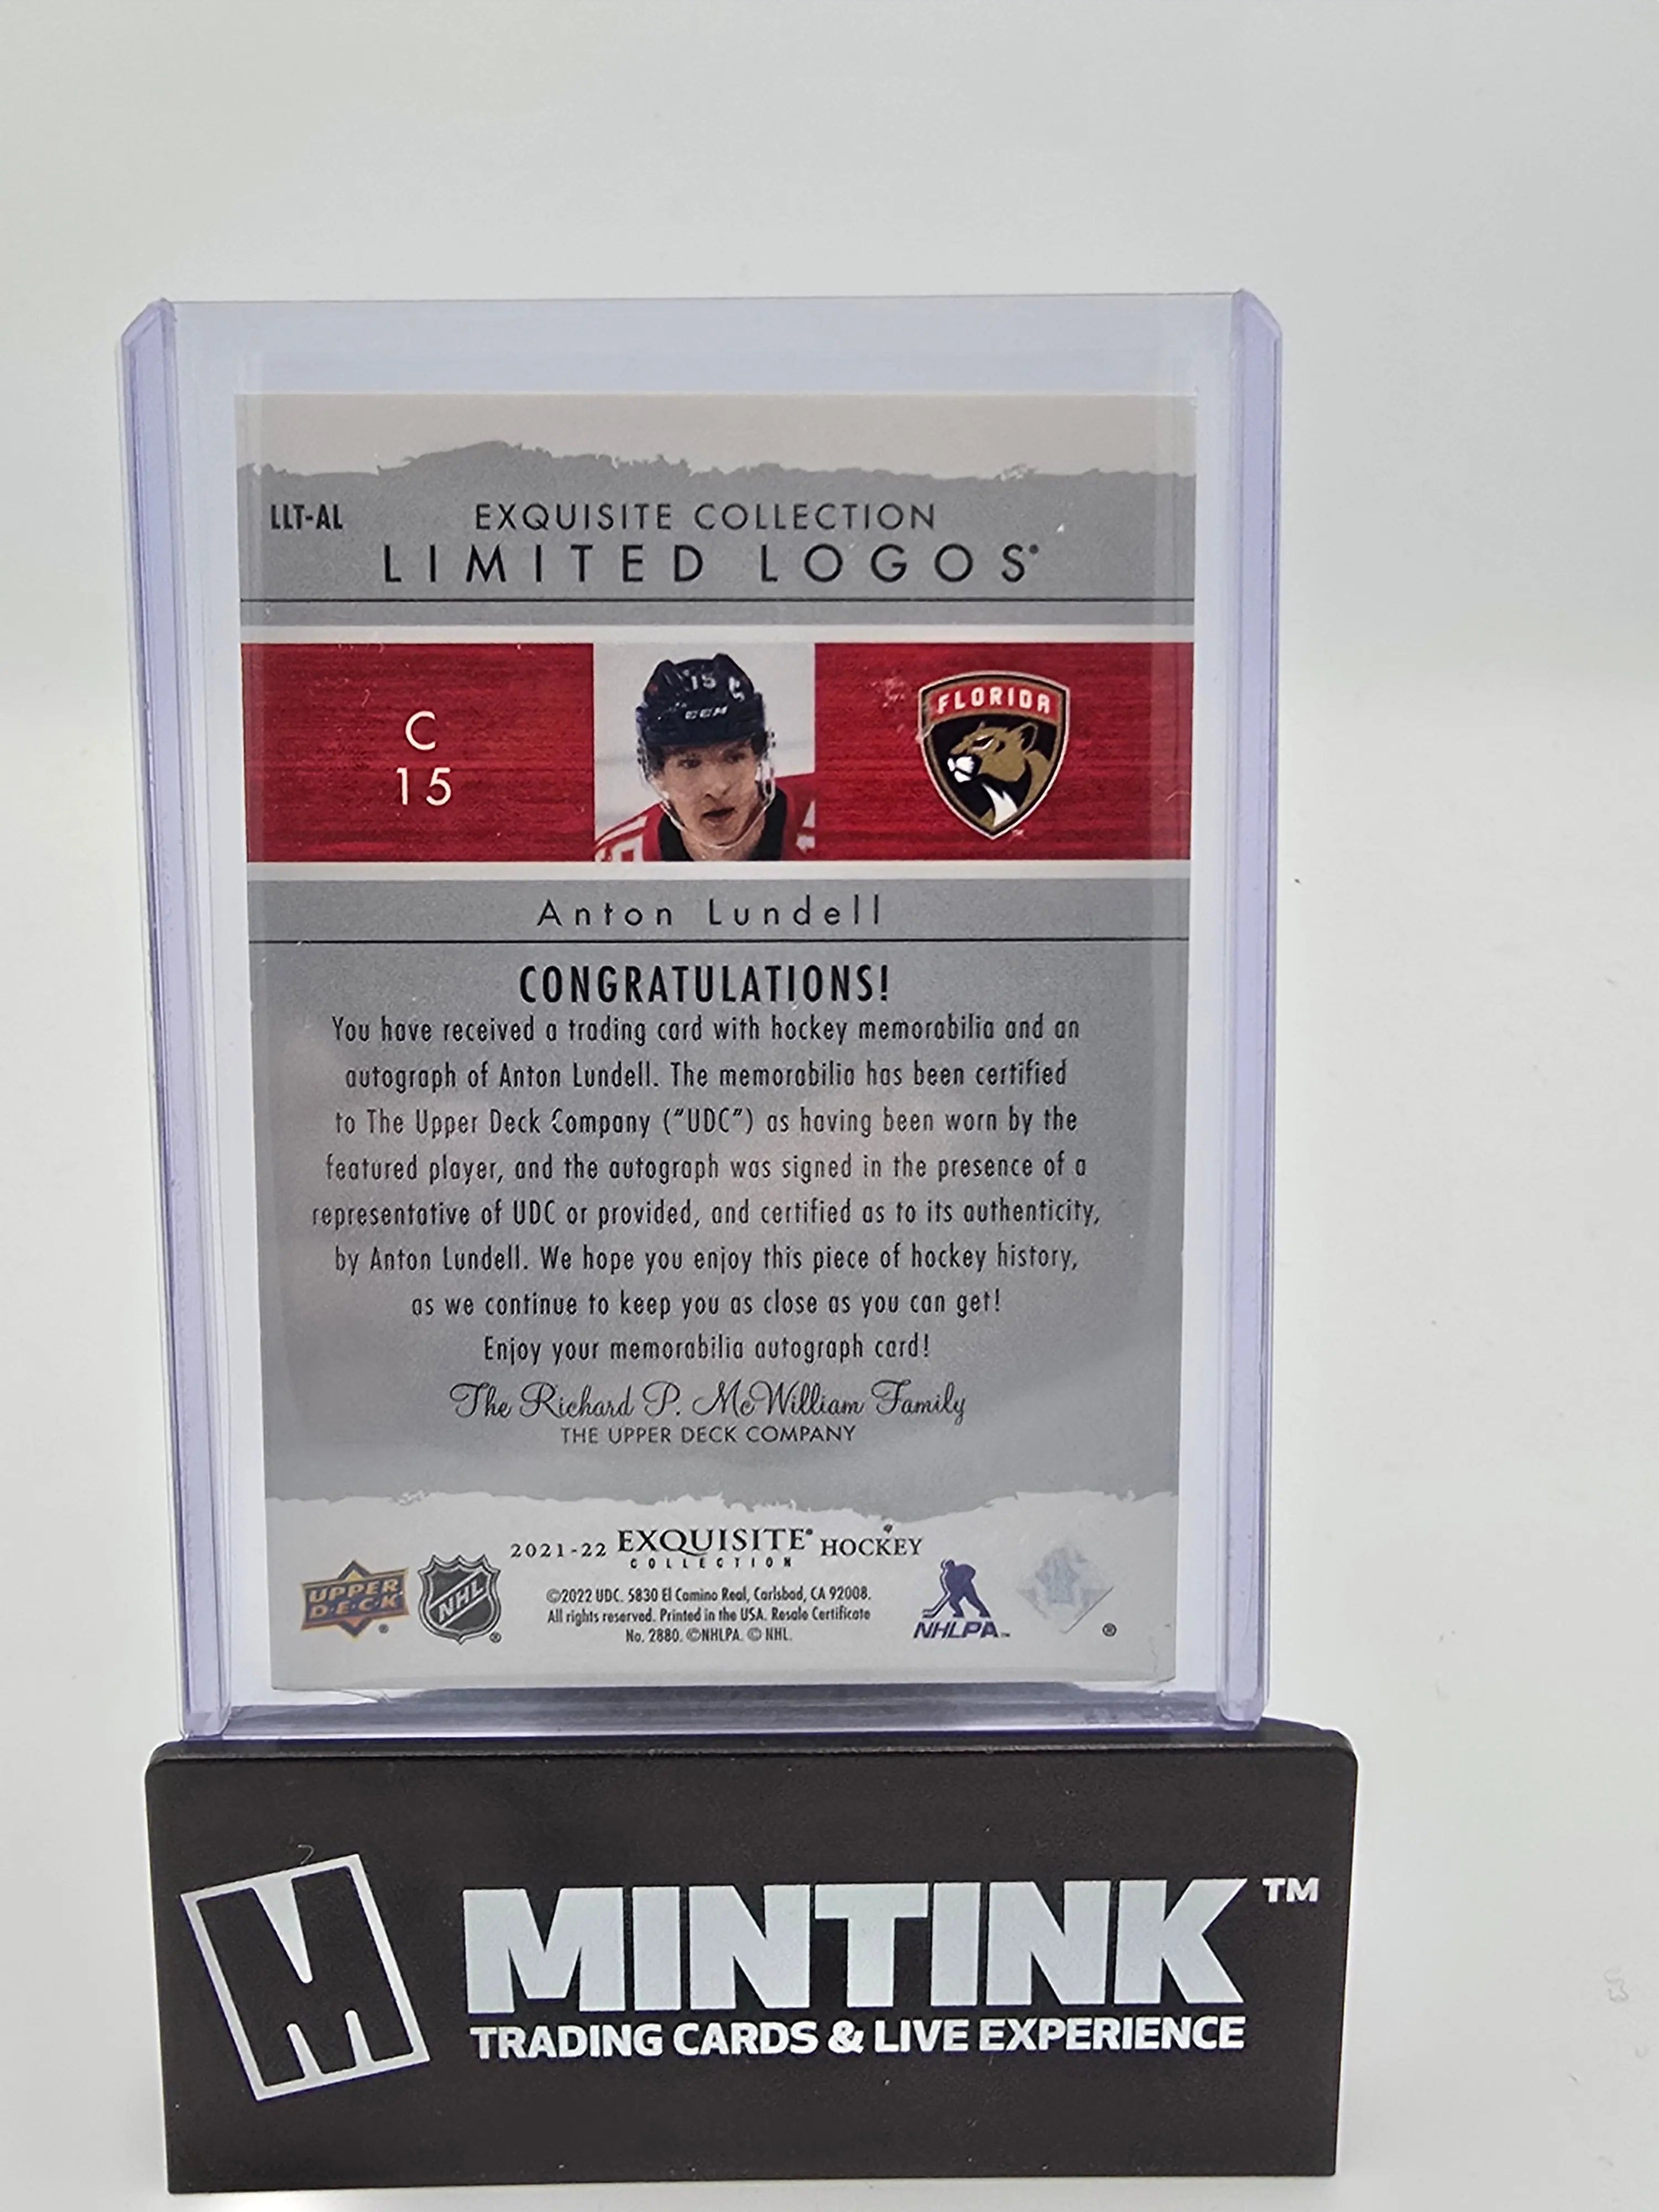 LLT-AL
EXQUISITE COLLECTION
LIMITED LOGOS®
C
15
15
CCM
FLORIDA
TM
Anton Lundell
CONGRATULATIONS!
You have received a trading card with hockey memorabilia and an
autograph of Anton Lundell. The memorabilia has been certified
to The Upper Deck Company ("UDC") as having been worn by the
featured player, and the autograph was signed in the presence of a
representative of UDC or provided, and certified as to its authenticity,
by Anton Lundell. We hope you enjoy this piece of hockey history,
as we continue to keep you as close as you can get!
Enjoy your memorabilia autograph card!
The Richard P. McWilliam Family
THE UPPER DECK COMPANY
2021-22 EXQUISITE® HOCKEY
COLLECTION
UPPER
D·E·C·K
®
NHL
®
©2022 UDC. 5830 El Camino Real, Carlsbad, CA 92008.
All rights reserved. Printed in the USA. Resale Certificate
No. 2880. ©NHLPA. © NHL.
NHLPA™
®
M
MINTINK™
TRADING CARDS & LIVE EXPERIENCE